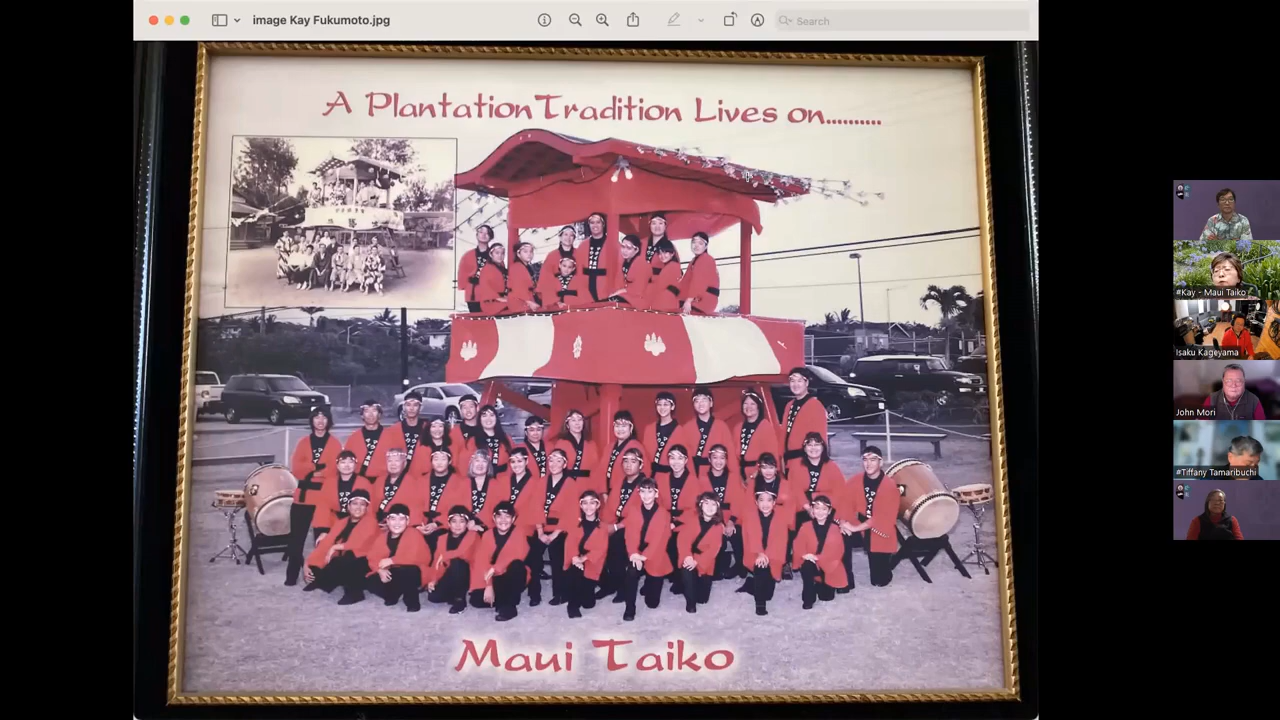 image Kay Fukumoto.jpg
Search
A Plantation Tradition Lives on..........
Maui Taiko
#Kay - Maui Taiko
Isaku Kageyama
John Mori
#Tiffany Tamaribuchi